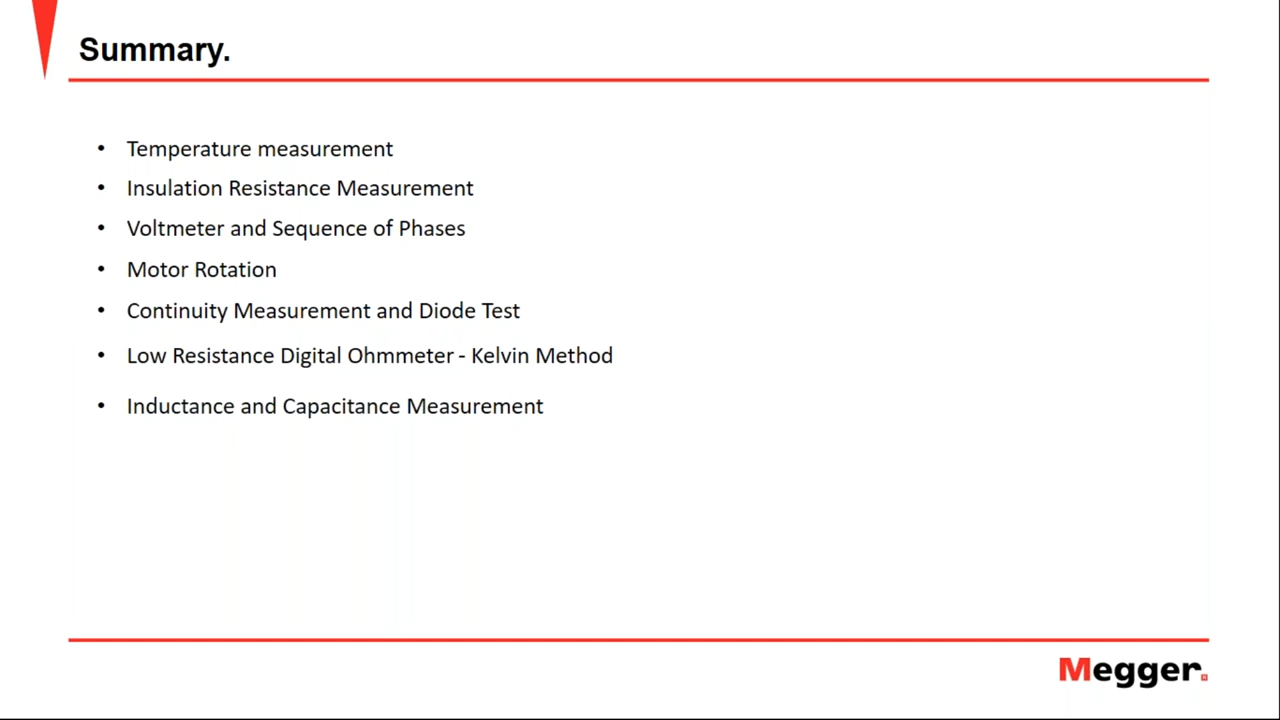 Summary.
• Temperature measurement
• Insulation Resistance Measurement
• Voltmeter and Sequence of Phases
• Motor Rotation
• Continuity Measurement and Diode Test
• Low Resistance Digital Ohmmeter - Kelvin Method
• Inductance and Capacitance Measurement
Megger.